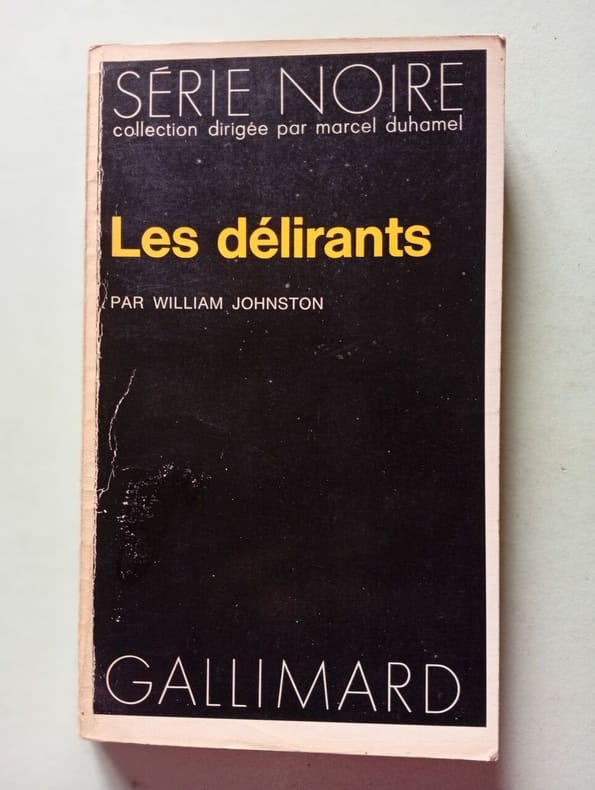 SÉRIE NOIRE
collection dirigée par marcel duhamel
Les délirants
PAR WILLIAM JOHNSTON
GALLIMARD